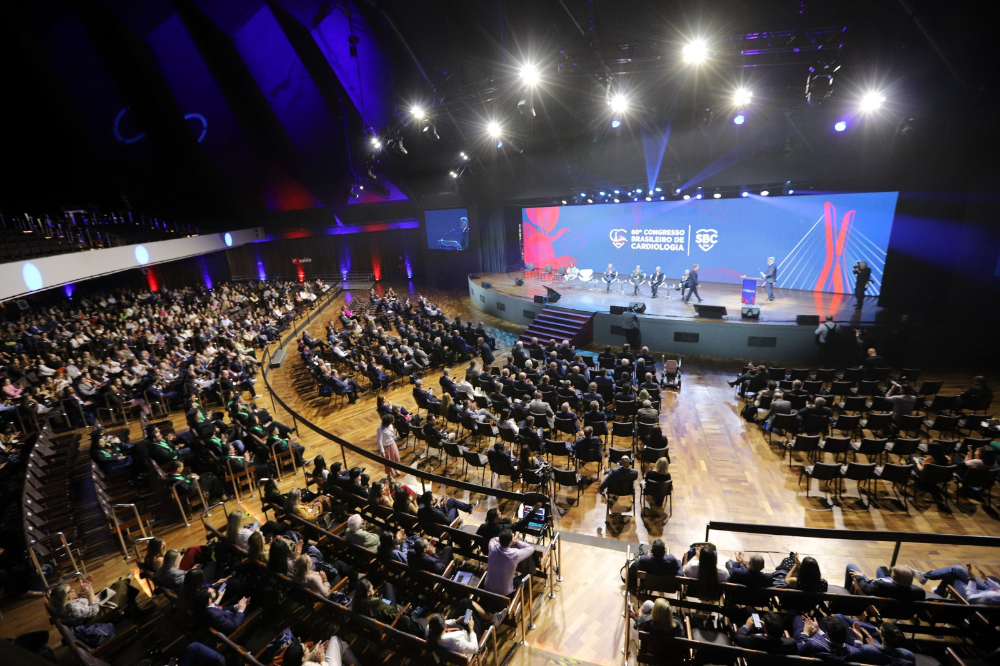 saída
80º CONGRESSO
BRASILEIRO DE
CARDIOLOGIA
SBC